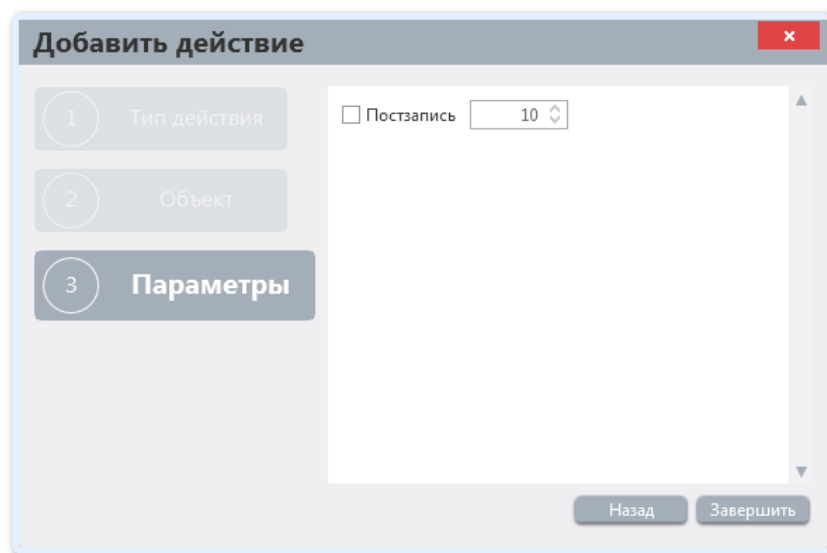 Добавить действие
1 Тип действия
Постзапись 10
2 Объект
3 Параметры
Назад Завершить